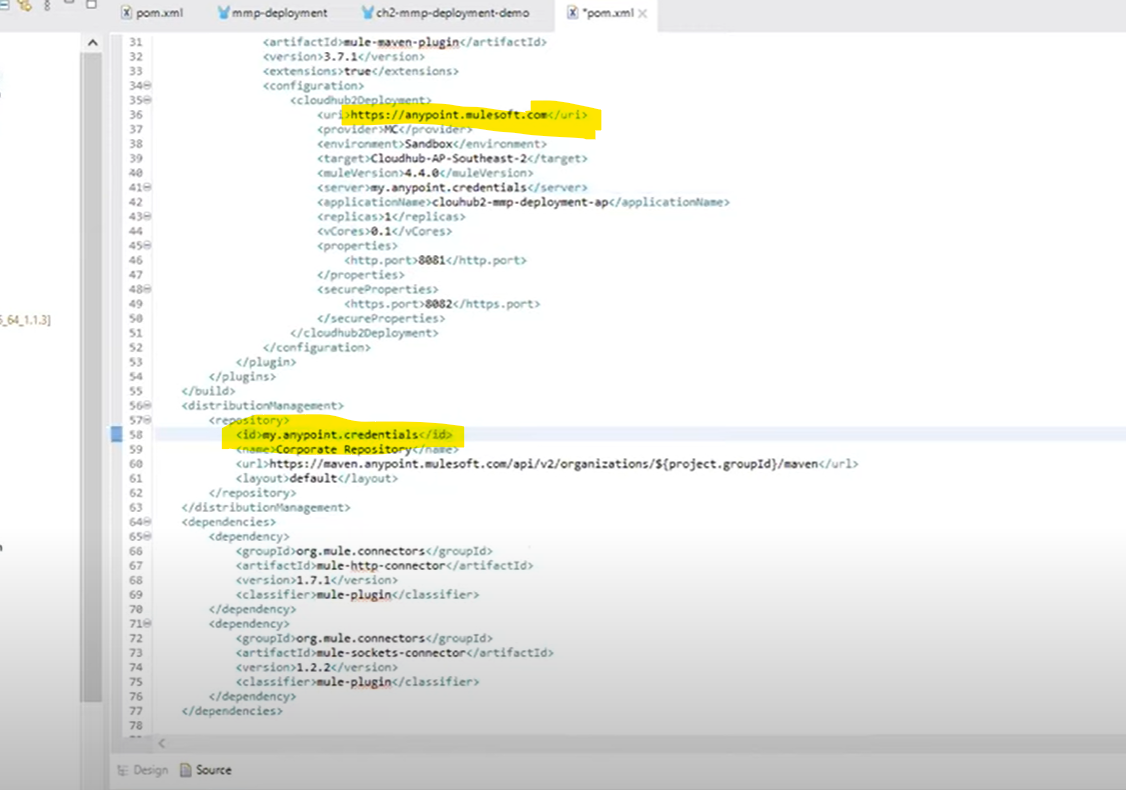 pom.xml mmp-deployment ch2-mmp-deployment-demo *pom.xml
31 <artifactId>mule-maven-plugin</artifactId>
32 <version>3.7.1</version>
33 <extensions>true</extensions>
34 <configuration>
35 <cloudhub2Deployment>
36 <uri>https://anypoint.mulesoft.com</uri>
37 <provider>MC</provider>
38 <environment>Sandbox</environment>
39 <target>Cloudhub-AP-Southeast-2</target>
40 <muleVersion>4.4.0</muleVersion>
41 <server>my.anypoint.credentials</server>
42 <applicationName>clouhub2-mmp-deployment-ap</applicationName>
43 <replicas>1</replicas>
44 <vCores>0.1</vCores>
45 <properties>
46 <http.port>8081</http.port>
47 </properties>
48 <secureProperties>
49 <https.port>8082</https.port>
50 </secureProperties>
51 </cloudhub2Deployment>
52 </configuration>
53 </plugin>
54 </plugins>
55 </build>
56 <distributionManagement>
57 <repository>
58 <id>my.anypoint.credentials</id>
59 <name>Corporate Repository</name>
60 <url>https://maven.anypoint.mulesoft.com/api/v2/organizations/${project.groupId}/maven</url>
61 <layout>default</layout>
62 </repository>
63 </distributionManagement>
64 <dependencies>
65 <dependency>
66 <groupId>org.mule.connectors</groupId>
67 <artifactId>mule-http-connector</artifactId>
68 <version>1.7.1</version>
69 <classifier>mule-plugin</classifier>
70 </dependency>
71 <dependency>
72 <groupId>org.mule.connectors</groupId>
73 <artifactId>mule-sockets-connector</artifactId>
74 <version>1.2.2</version>
75 <classifier>mule-plugin</classifier>
76 </dependency>
77 </dependencies>
78
_64_1.1.3]
Design Source